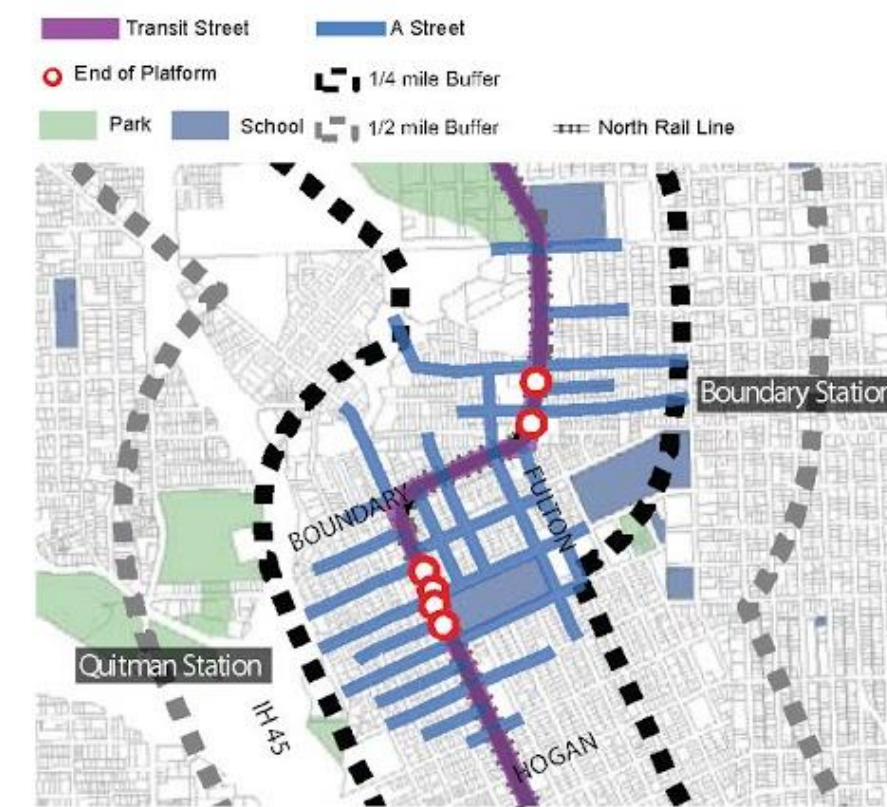 Transit Street
A Street
End of Platform
1/4 mile Buffer
Park
School
1/2 mile Buffer
North Rail Line
Boundary Station
BOUNDARY
FULTON
Quitman Station
IH 45
HOGAN